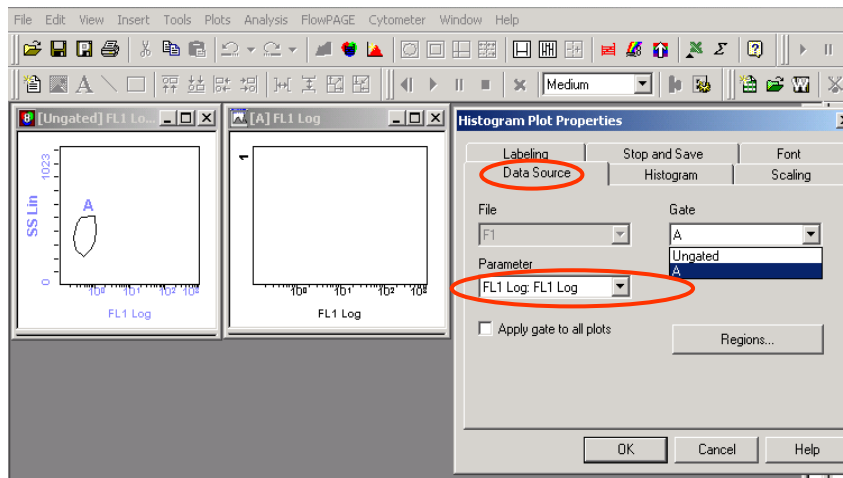 File Edit View Insert Tools Plots Analysis FlowPAGE Cytometer Window Help
Medium
[Ungated] FL1 Lo...
1023
SS Lin
0
A
10⁰ 10¹ 10² 10³
FL1 Log
[A] FL1 Log
1
10⁰ 10¹ 10² 10³
FL1 Log
Histogram Plot Properties
Labeling Stop and Save Font
Data Source Histogram Scaling
File
F1
Gate
A
Ungated
A
Parameter
FL1 Log: FL1 Log
Apply gate to all plots
Regions...
OK Cancel Help